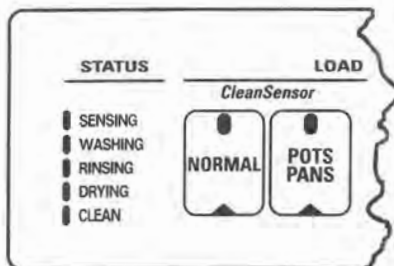 STATUS
LOAD
CleanSensor
SENSING
WASHING
RINSING
DRYING
CLEAN
NORMAL
POTS
PANS